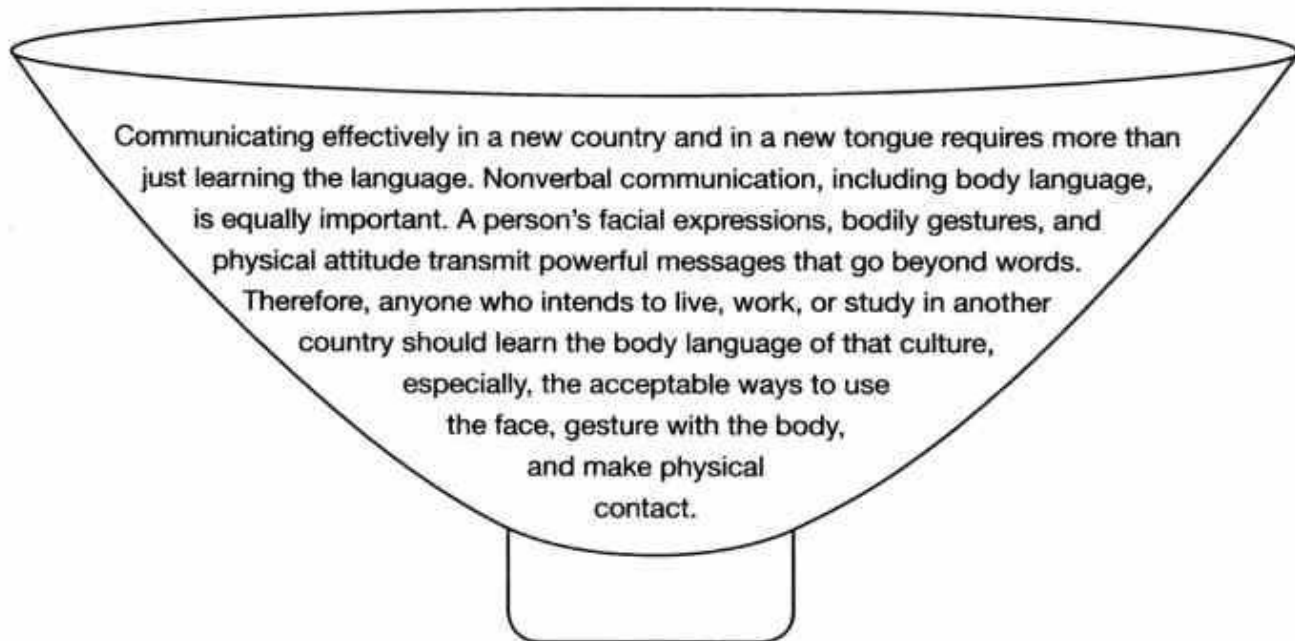 Communicating effectively in a new country and in a new tongue requires more than
just learning the language. Nonverbal communication, including body language,
is equally important. A person's facial expressions, bodily gestures, and
physical attitude transmit powerful messages that go beyond words.
Therefore, anyone who intends to live, work, or study in another
country should learn the body language of that culture,
especially, the acceptable ways to use
the face, gesture with the body,
and make physical
contact.